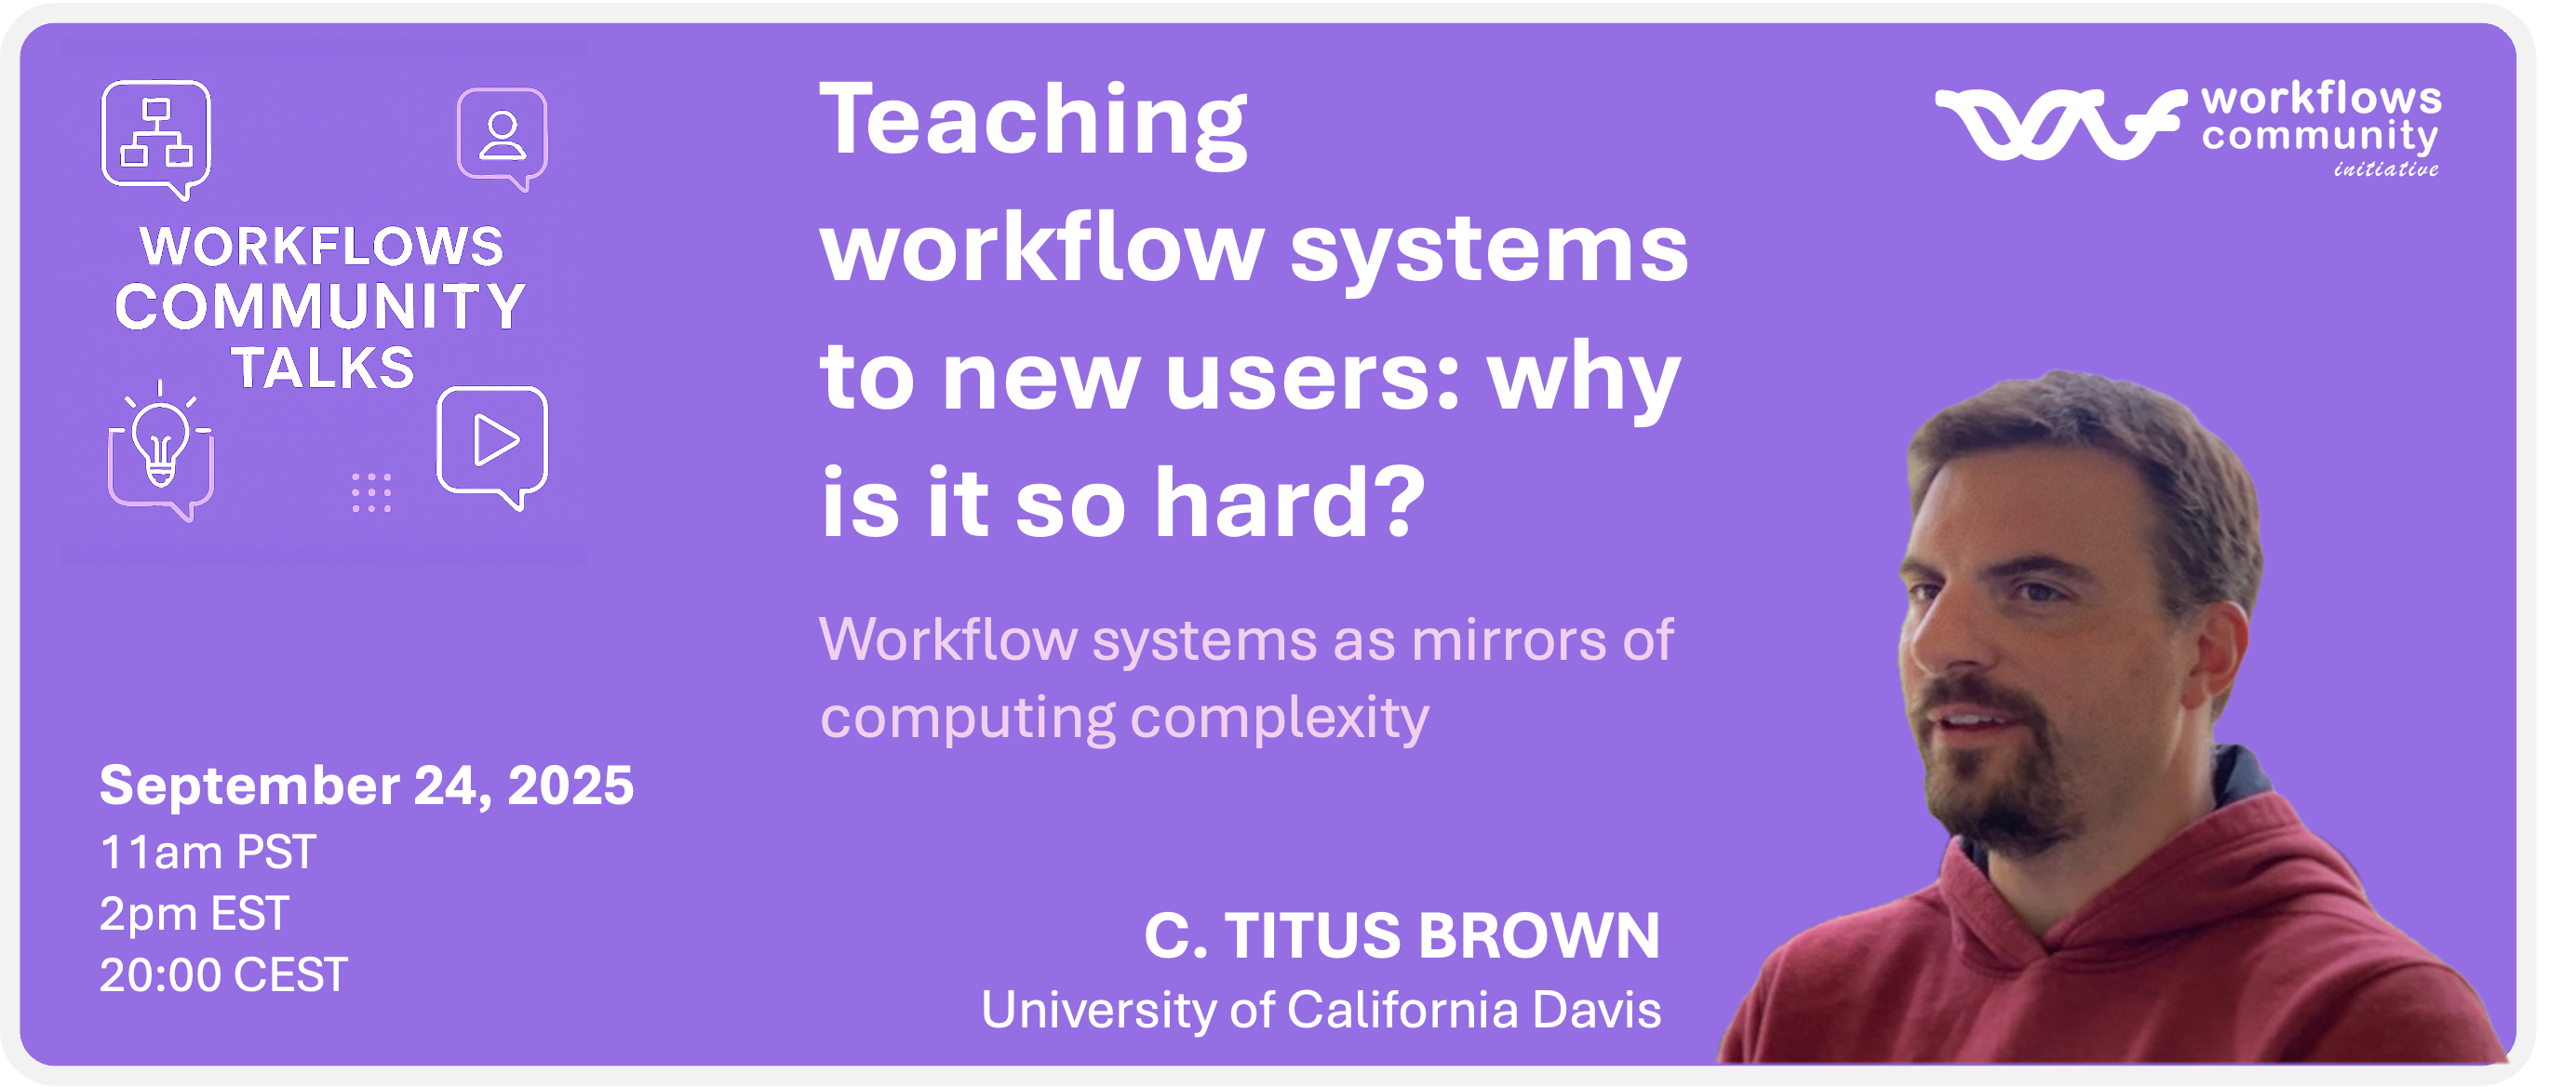 WORKFLOWS
COMMUNITY
TALKS
September 24, 2025
11am PST
2pm EST
20:00 CEST
Teaching
workflow systems
to new users: why
is it so hard?
Workflow systems as mirrors of
computing complexity
C. TITUS BROWN
University of California Davis
workflows
community
initiative